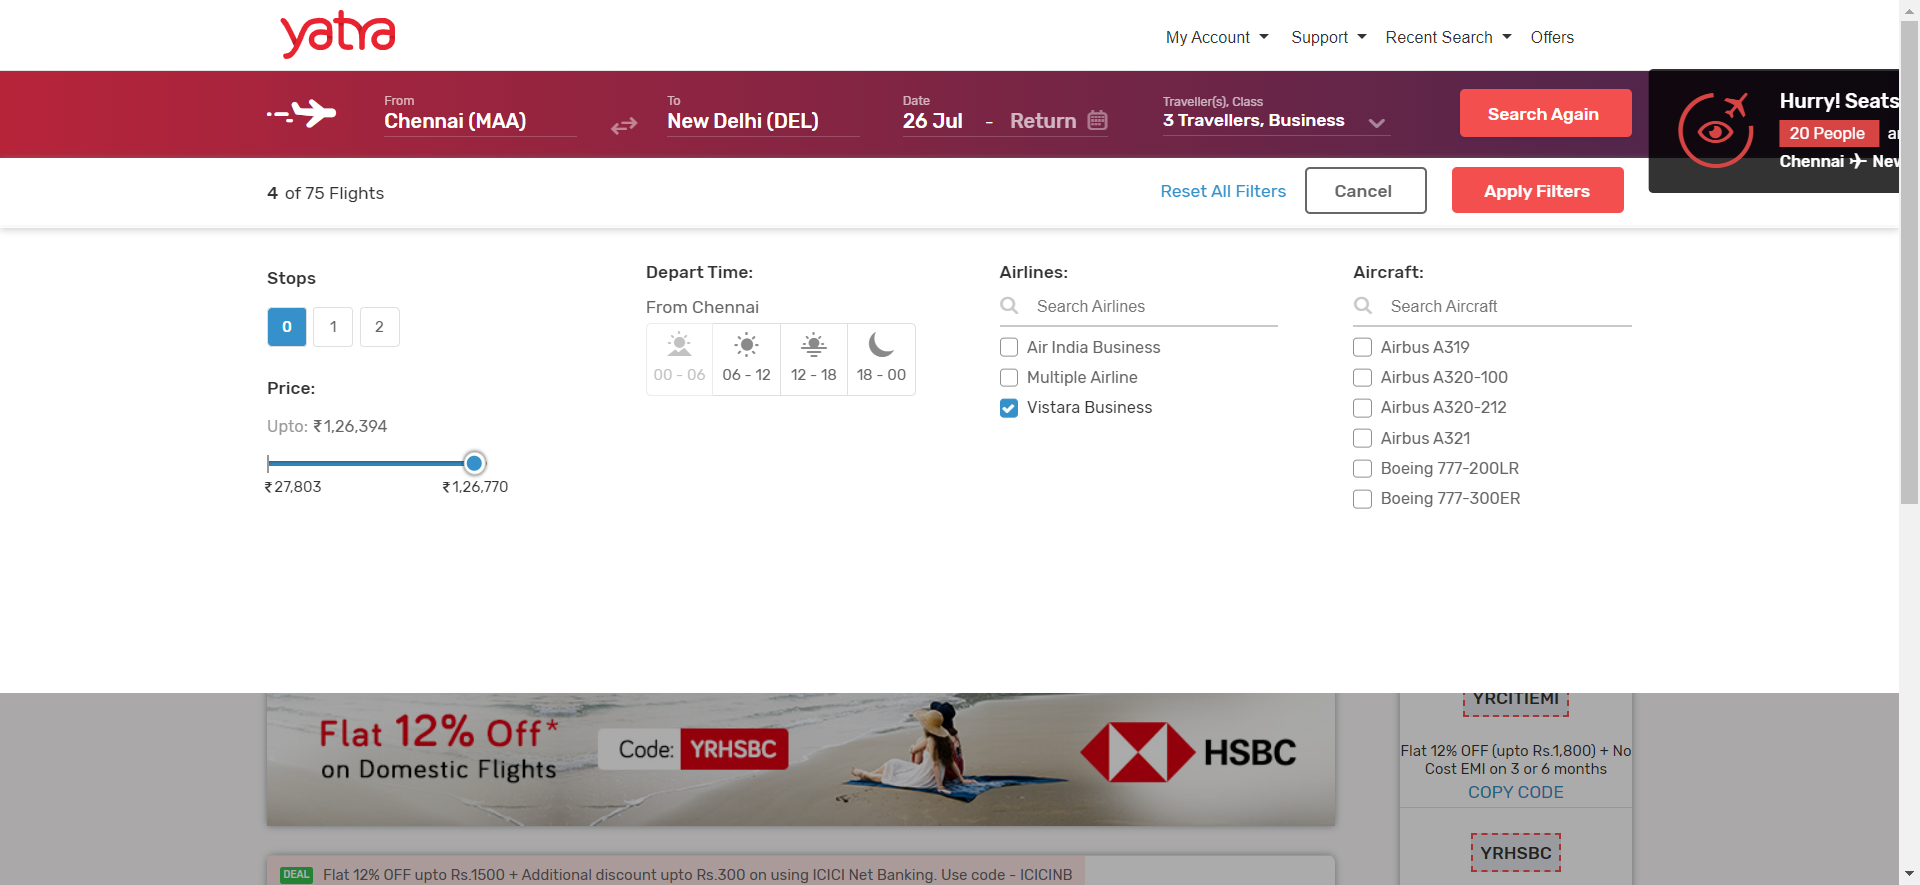 yatra
My Account
Support
Recent Search
Offers
From
Chennai (MAA)
To
New Delhi (DEL)
Date
26 Jul - Return
Traveller(s), Class
3 Travellers, Business
Search Again
Hurry! Seats
20 People
Chennai
4 of 75 Flights
Reset All Filters
Cancel
Apply Filters
Stops
0
1
2
Price:
Upto: ₹1,26,394
₹27,803
₹1,26,770
Depart Time:
From Chennai
00 - 06
06 - 12
12 - 18
18 - 00
Airlines:
Search Airlines
Air India Business
Multiple Airline
Vistara Business
Aircraft:
Search Aircraft
Airbus A319
Airbus A320-100
Airbus A320-212
Airbus A321
Boeing 777-200LR
Boeing 777-300ER
Flat 12% Off*
on Domestic Flights
Code: YRHSBC
HSBC
YRCITIEMI
Flat 12% OFF (upto Rs.1,800) + No
Cost EMI on 3 or 6 months
COPY CODE
YRHSBC
DEAL Flat 12% OFF upto Rs.1500 + Additional discount upto Rs.300 on using ICICI Net Banking. Use code - ICICINB